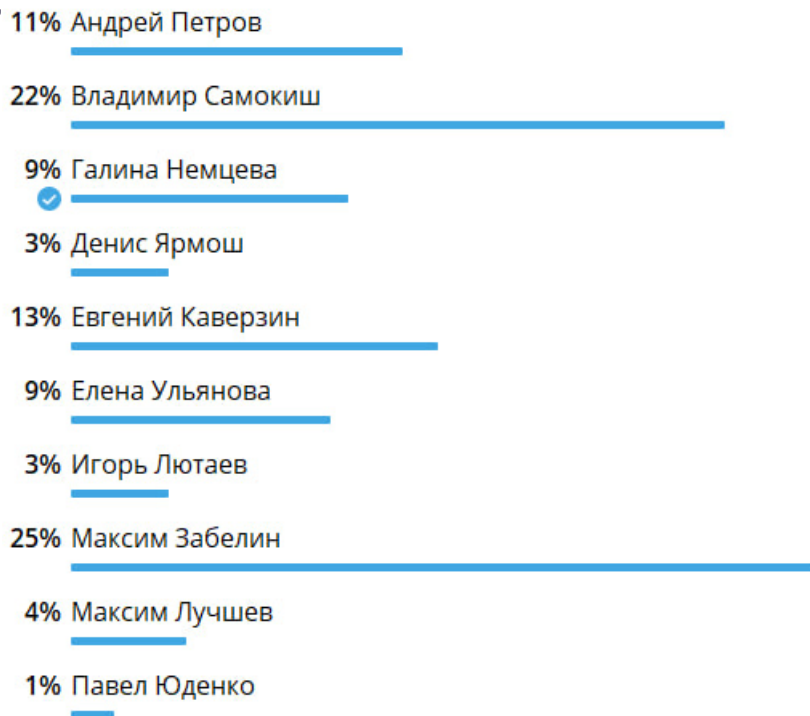 11% Андрей Петров
22% Владимир Самокиш
9% Галина Немцева
3% Денис Ярмош
13% Евгений Каверзин
9% Елена Ульянова
3% Игорь Лютаев
25% Максим Забелин
4% Максим Лучшев
1% Павел Юденко